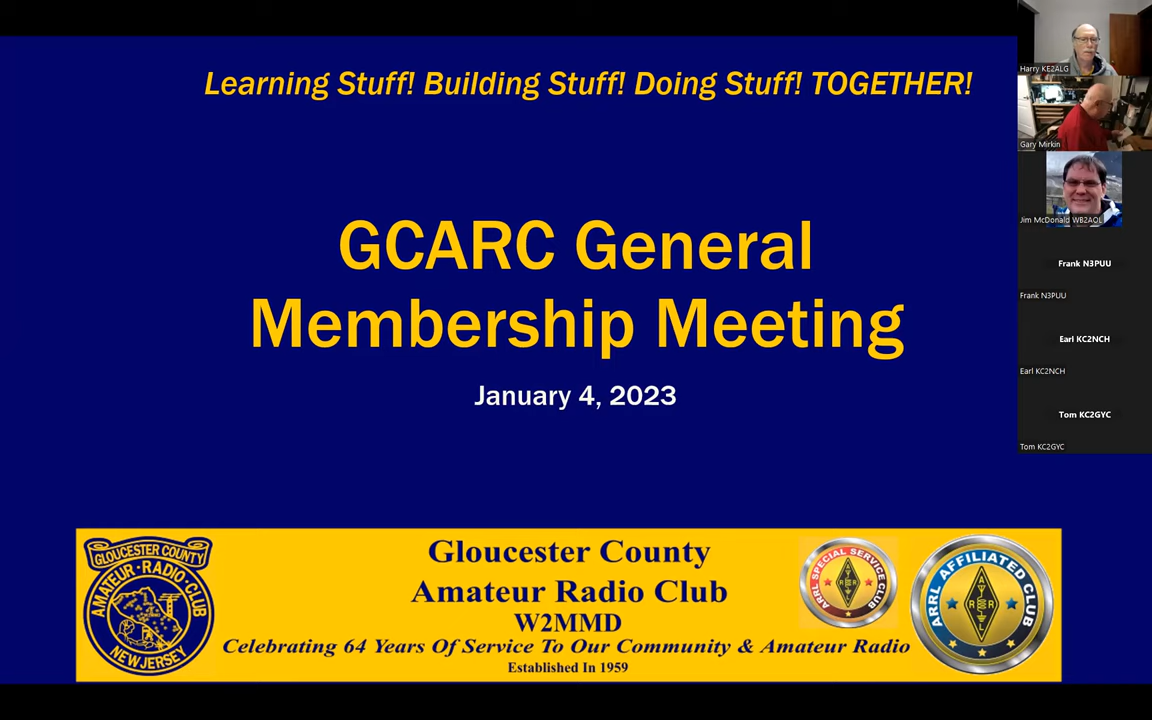 Learning Stuff! Building Stuff! Doing Stuff! TOGETHER!
GCARC General
Membership Meeting
January 4, 2023
GLOUCESTER COUNTY
AMATEUR • RADIO • CLUB
NEW JERSEY
Gloucester County
Amateur Radio Club
W2MMD
Celebrating 64 Years Of Service To Our Community & Amateur Radio
Established In 1959
ARRL SPECIAL SERVICE CLUB
ARRL AFFILIATED CLUB
Harry KE2ALG
Gary Mirkin
Jim McDonald WB2AOL
Frank N3PUU
Frank N3PUU
Earl KC2NCH
Earl KC2NCH
Tom KC2GYC
Tom KC2GYC